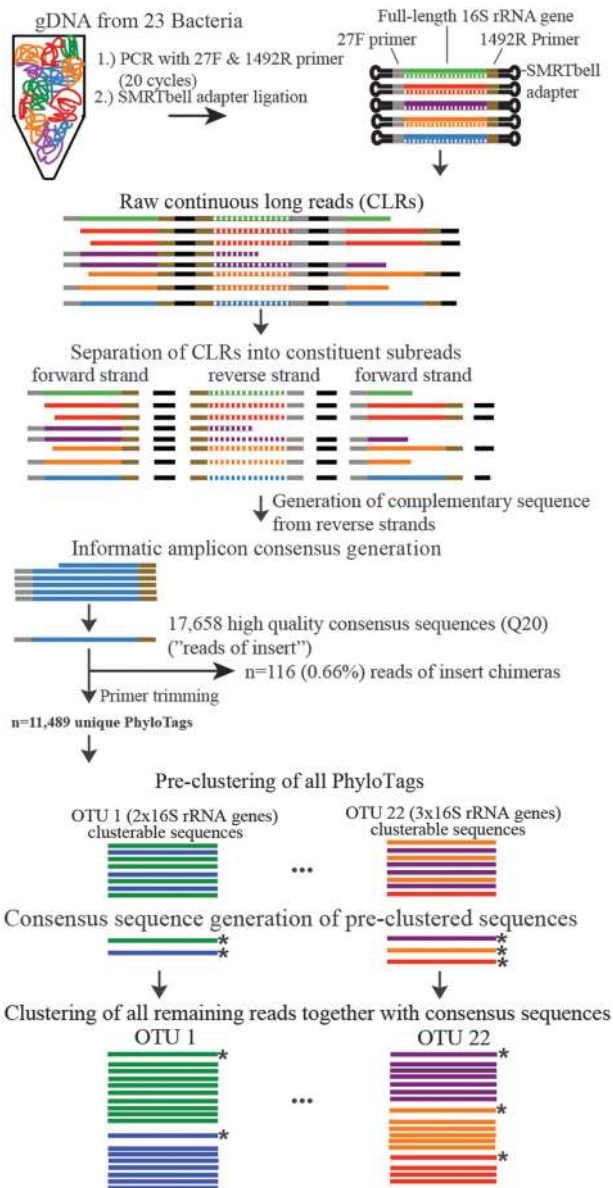 gDNA from 23 Bacteria
1.) PCR with 27F & 1492R primer
(20 cycles)
2.) SMRTbell adapter ligation
Full-length 16S rRNA gene
27F primer
1492R Primer
SMRTbell
adapter
Raw continuous long reads (CLRs)
Separation of CLRs into constituent subreads
forward strand
reverse strand
forward strand
Generation of complementary sequence
from reverse strands
Informatic amplicon consensus generation
17,658 high quality consensus sequences (Q20)
("reads of insert")
n=116 (0.66%) reads of insert chimeras
Primer trimming
n=11,489 unique PhyloTags
Pre-clustering of all PhyloTags
OTU 1 (2x16S rRNA genes)
clusterable sequences
OTU 22 (3x16S rRNA genes)
clusterable sequences
...
Consensus sequence generation of pre-clustered sequences
*
*
*
*
*
Clustering of all remaining reads together with consensus sequences
OTU 1
OTU 22
*
*
*
...
*
*